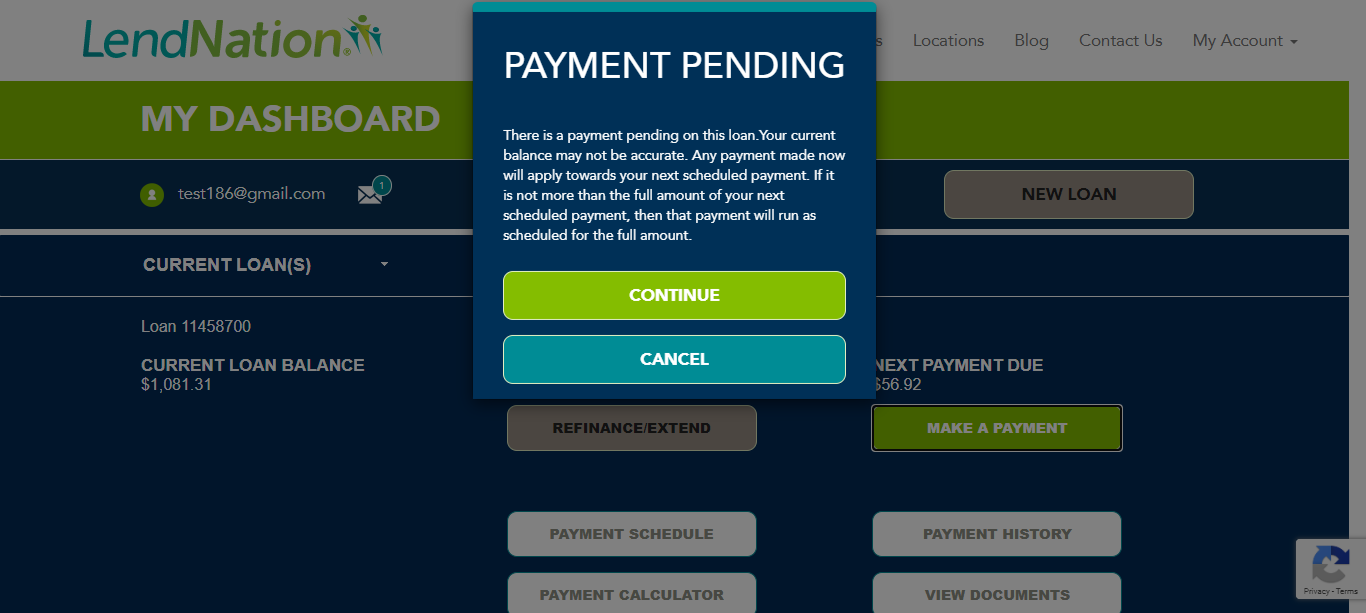 LendNation®
s
Locations
Blog
Contact Us
My Account
PAYMENT PENDING
MY DASHBOARD
There is a payment pending on this loan.Your current
balance may not be accurate. Any payment made now
will apply towards your next scheduled payment. If it
is not more than the full amount of your next
scheduled payment, then that payment will run as
scheduled for the full amount.
test186@gmail.com
1
NEW LOAN
CURRENT LOAN(S)
CONTINUE
CANCEL
Loan 11458700
CURRENT LOAN BALANCE
$1,081.31
NEXT PAYMENT DUE
$56.92
REFINANCE/EXTEND
MAKE A PAYMENT
PAYMENT SCHEDULE
PAYMENT HISTORY
PAYMENT CALCULATOR
VIEW DOCUMENTS
Privacy - Terms